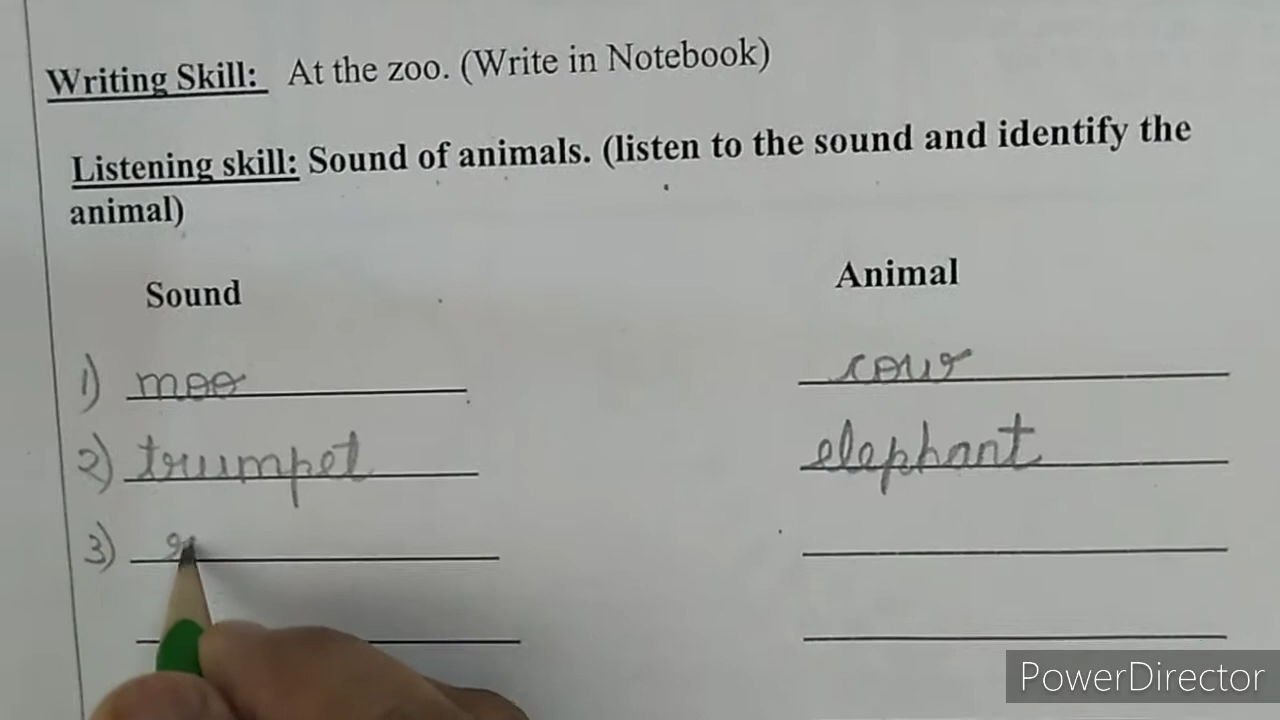 Writing Skill: At the zoo. (Write in Notebook)
Listening skill: Sound of animals. (listen to the sound and identify the
animal)
Sound Animal
1) moo cow
2) trumpet elephant
3)
PowerDirector